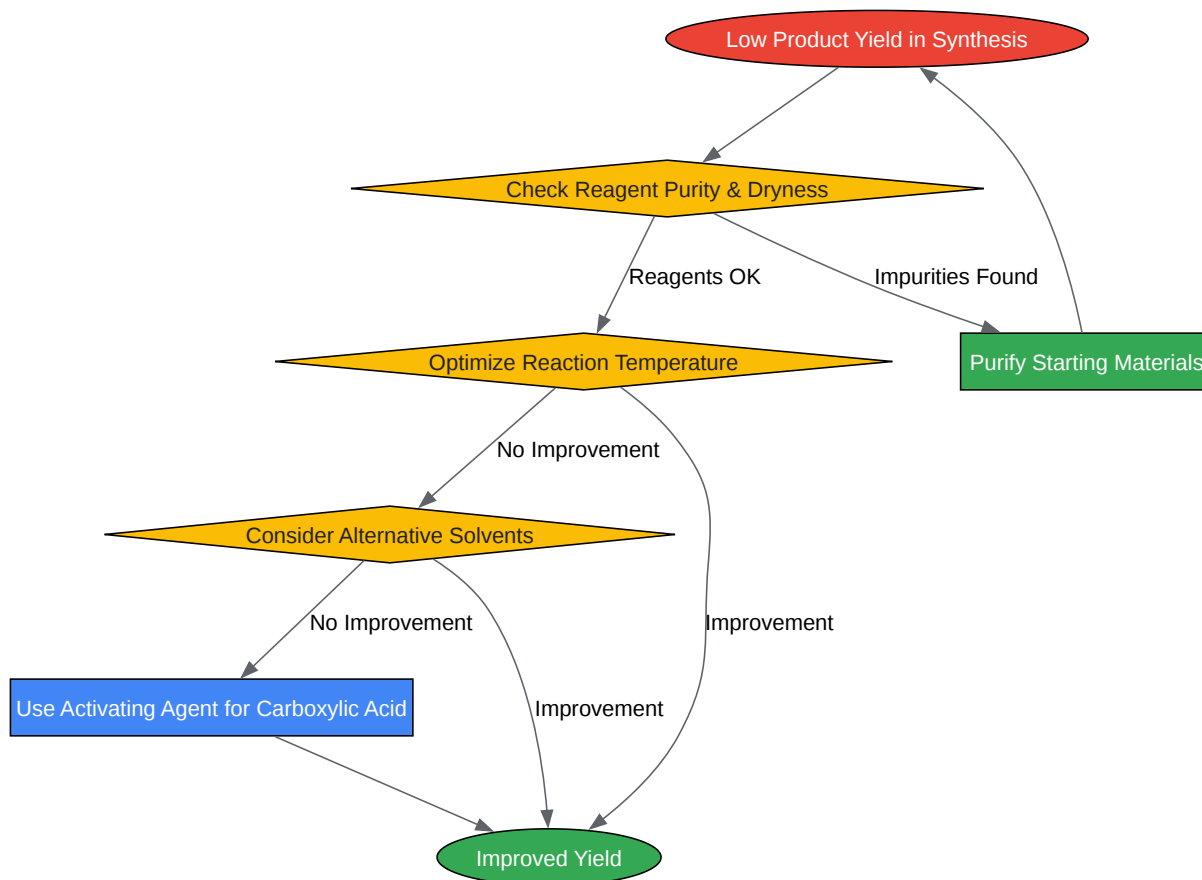 Low Product Yield in Synthesis
Check Reagent Purity & Dryness
Reagents OK
Impurities Found
Optimize Reaction Temperature
Purify Starting Materials
No Improvement
Consider Alternative Solvents
No Improvement
Improvement
Use Activating Agent for Carboxylic Acid
Improvement
Improved Yield